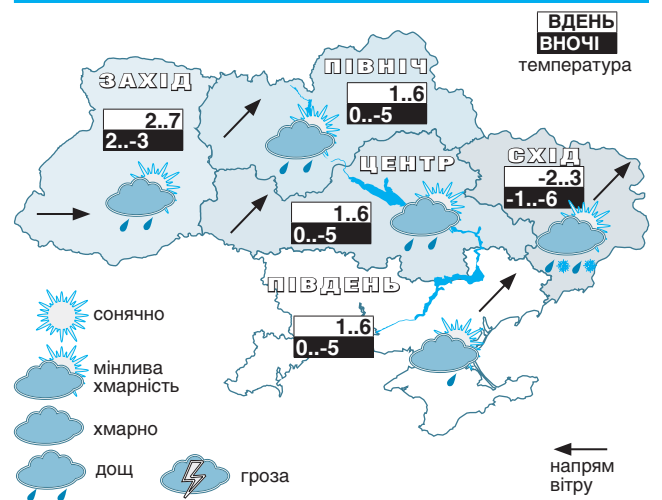 ВДЕНЬ
ВНОЧІ
температура
ПІВНІЧ
1..6
0..-5
ЗАХІД
2..7
2..-3
ЦЕНТР
1..6
0..-5
СХІД
-2..3
-1..-6
ПІВДЕНЬ
1..6
0..-5
сонячно
мінлива
хмарність
хмарно
дощ
гроза
напрям
вітру